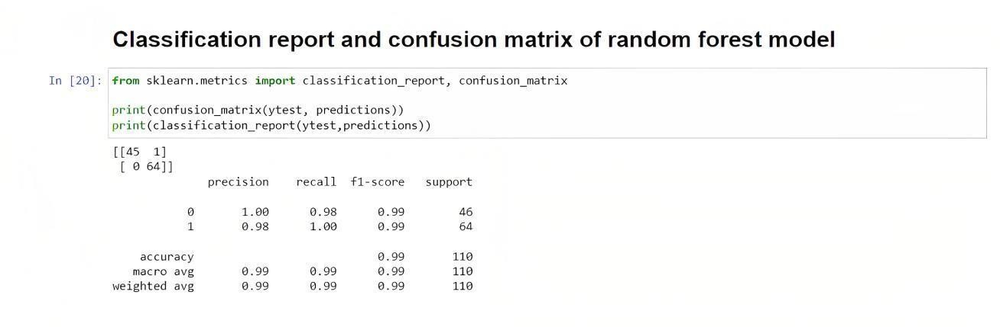 Classification report and confusion matrix of random forest model
In [20]: from sklearn.metrics import classification_report, confusion_matrix
print(confusion_matrix(ytest, predictions))
print(classification_report(ytest,predictions))
[[45  1]
 [ 0 64]]
              precision    recall  f1-score   support
           0       1.00      0.98      0.99        46
           1       0.98      1.00      0.99        64
    accuracy                           0.99       110
   macro avg       0.99      0.99      0.99       110
weighted avg       0.99      0.99      0.99       110